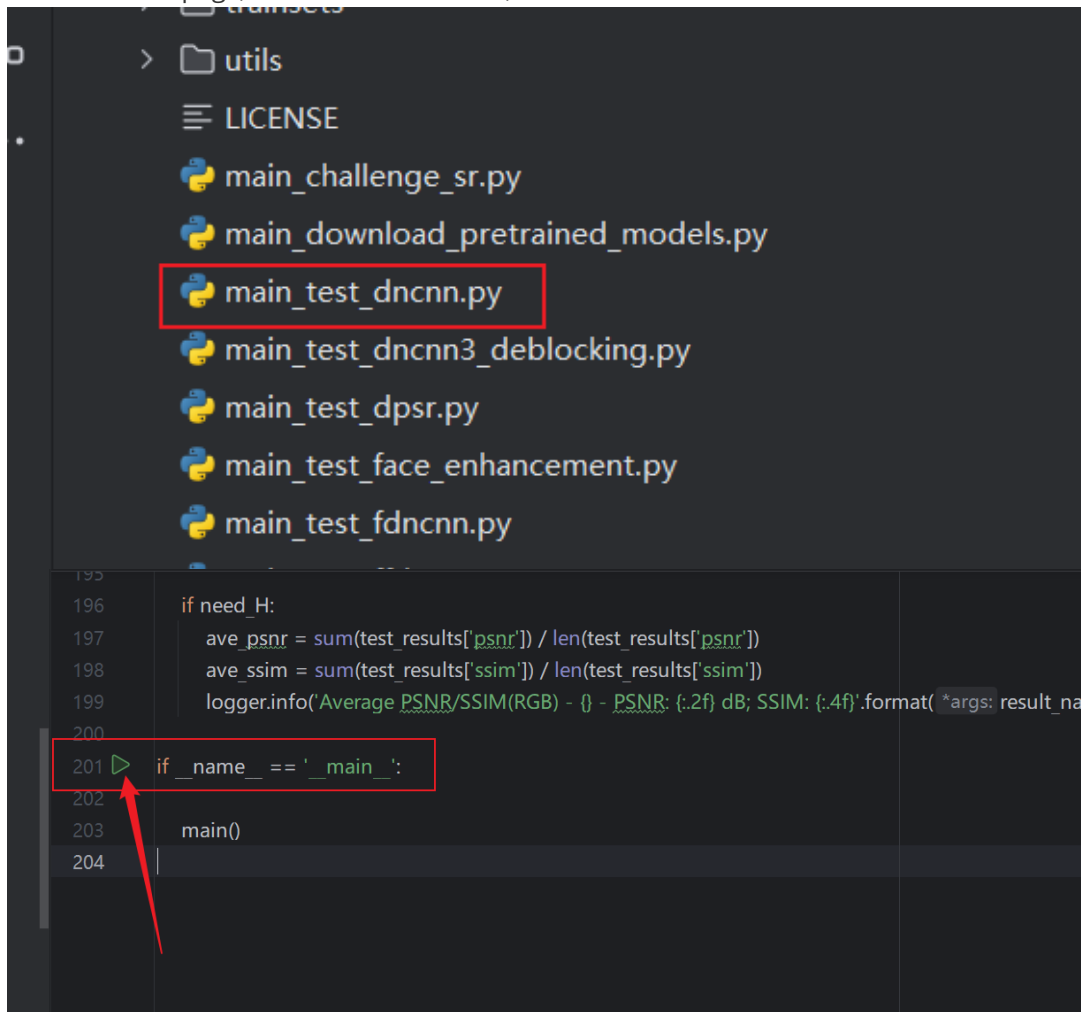 utils
LICENSE
main_challenge_sr.py
main_download_pretrained_models.py
main_test_dncnn.py
main_test_dncnn3_deblocking.py
main_test_dpsr.py
main_test_face_enhancement.py
main_test_fdncnn.py
195
196 if need_H:
197 ave_psnr = sum(test_results['psnr']) / len(test_results['psnr'])
198 ave_ssim = sum(test_results['ssim']) / len(test_results['ssim'])
199 logger.info('Average PSNR/SSIM(RGB) - {} - PSNR: {:.2f} dB; SSIM: {:.4f}'.format( *args: result_na
200
201 if __name__ == '__main__':
202
203 main()
204